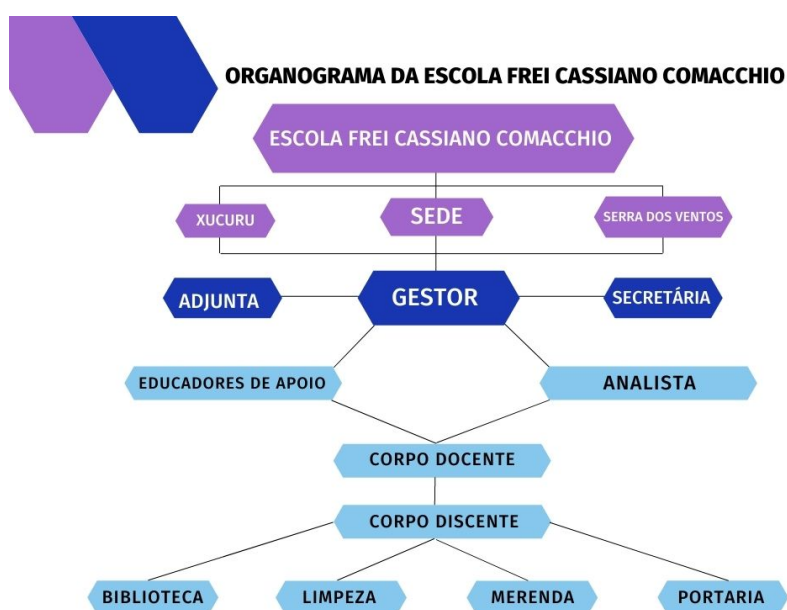 ORGANOGRAMA DA ESCOLA FREI CASSIANO COMACCHIO
ESCOLA FREI CASSIANO COMACCHIO
XUCURU
SEDE
SERRA DOS VENTOS
ADJUNTA
GESTOR
SECRETÁRIA
EDUCADORES DE APOIO
ANALISTA
CORPO DOCENTE
CORPO DISCENTE
BIBLIOTECA
LIMPEZA
MERENDA
PORTARIA